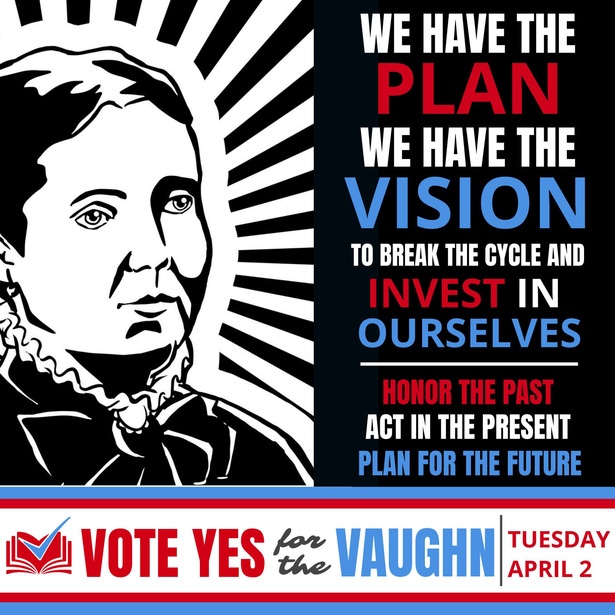 WE HAVE THE
PLAN
WE HAVE THE
VISION
TO BREAK THE CYCLE AND
INVEST IN
OURSELVES
HONOR THE PAST
ACT IN THE PRESENT
PLAN FOR THE FUTURE
VOTE YES for the VAUGHN
TUESDAY
APRIL 2